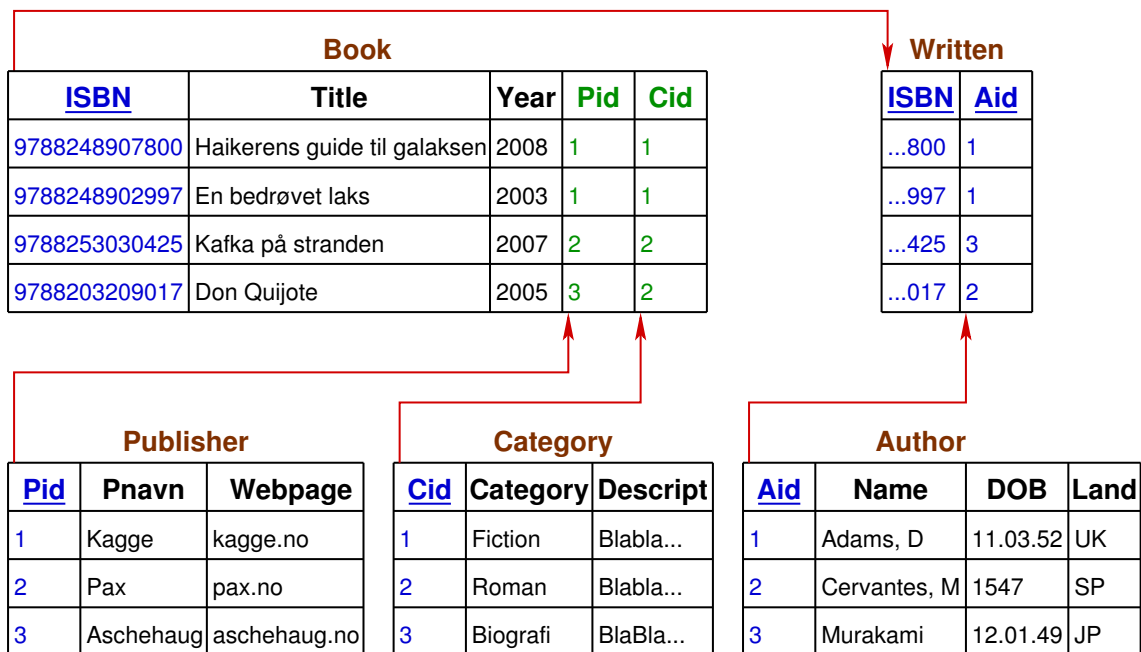 Book Written
ISBN Title Year Pid Cid ISBN Aid
9788248907800 Haikerens guide til galaksen 2008 1 1 ...800 1
9788248902997 En bedrøvet laks 2003 1 1 ...997 1
9788253030425 Kafka på stranden 2007 2 2 ...425 3
9788203209017 Don Quijote 2005 3 2 ...017 2
Publisher Category Author
Pid Pnavn Webpage Cid Category Descript Aid Name DOB Land
1 Kagge kagge.no 1 Fiction Blabla... 1 Adams, D 11.03.52 UK
2 Pax pax.no 2 Roman Blabla... 2 Cervantes, M 1547 SP
3 Aschehaug aschehaug.no 3 Biografi BlaBla... 3 Murakami 12.01.49 JP